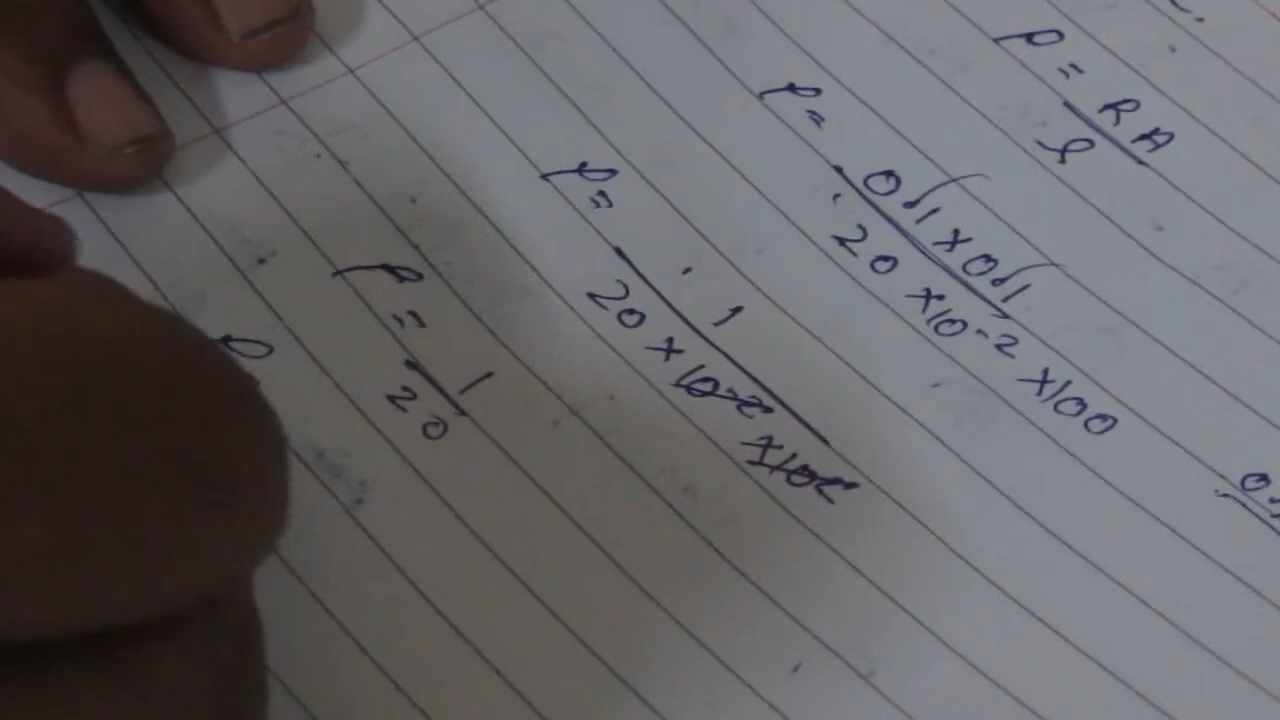 ρ = RA / l
ρ = 0.1 × 0.1 / 20 × 10⁻² × 100
ρ = 1 / 20 × 10⁻² × 100
ρ = 1 / 20
ρ